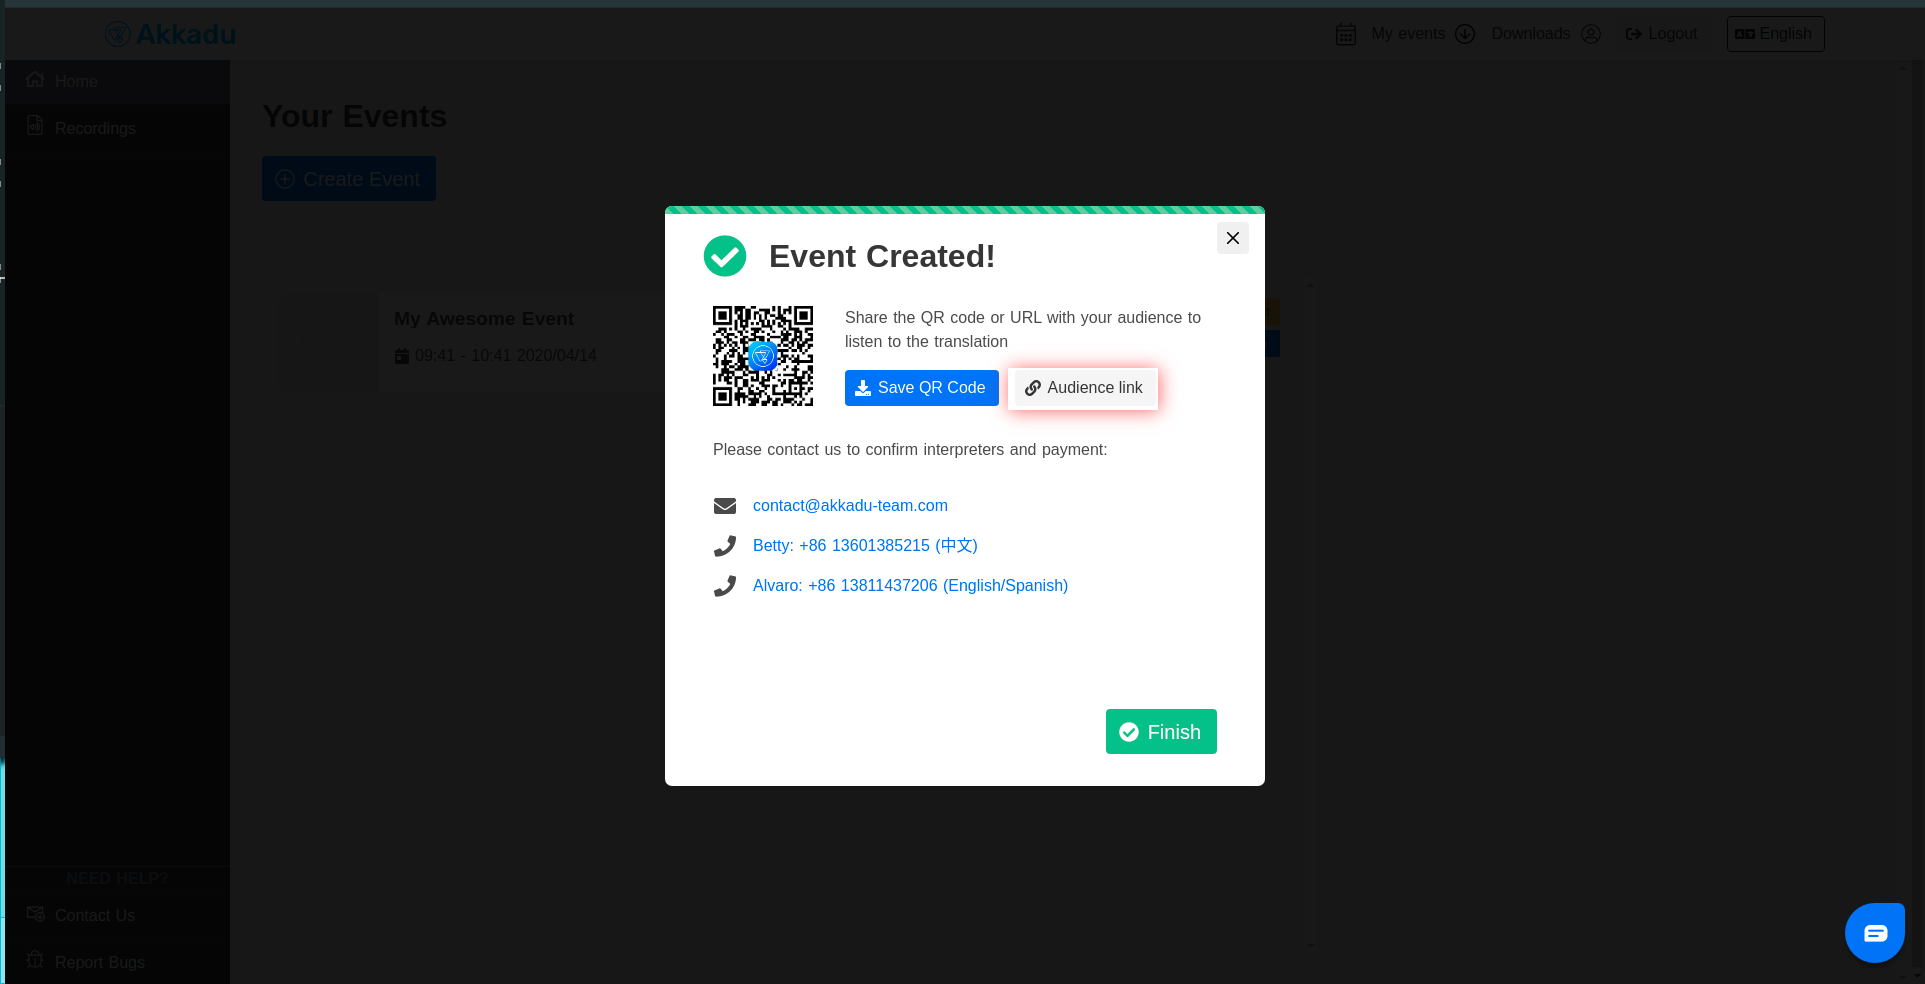 Akkadu
My events
Downloads
Logout
English
Home
Recordings
Your Events
Create Event
My Awesome Event
09:41 - 10:41 2020/04/14
Event Created!
Share the QR code or URL with your audience to
listen to the translation
Save QR Code
Audience link
Please contact us to confirm interpreters and payment:
contact@akkadu-team.com
Betty: +86 13601385215 (中文)
Alvaro: +86 13811437206 (English/Spanish)
Finish
NEED HELP?
Contact Us
Report Bugs